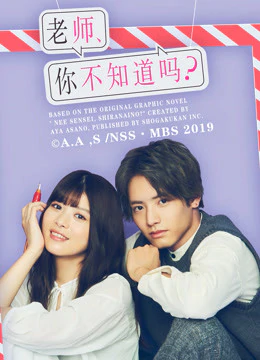 老师、
你不知道吗?
BASED ON THE ORIGINAL GRAPHIC NOVEL
" NEE SENSEI, SHIRANAINO?" CREATED BY
AYA ASANO, PUBLISHED BY SHOGAKUKAN INC.
©A.A ,S /NSS・MBS 2019